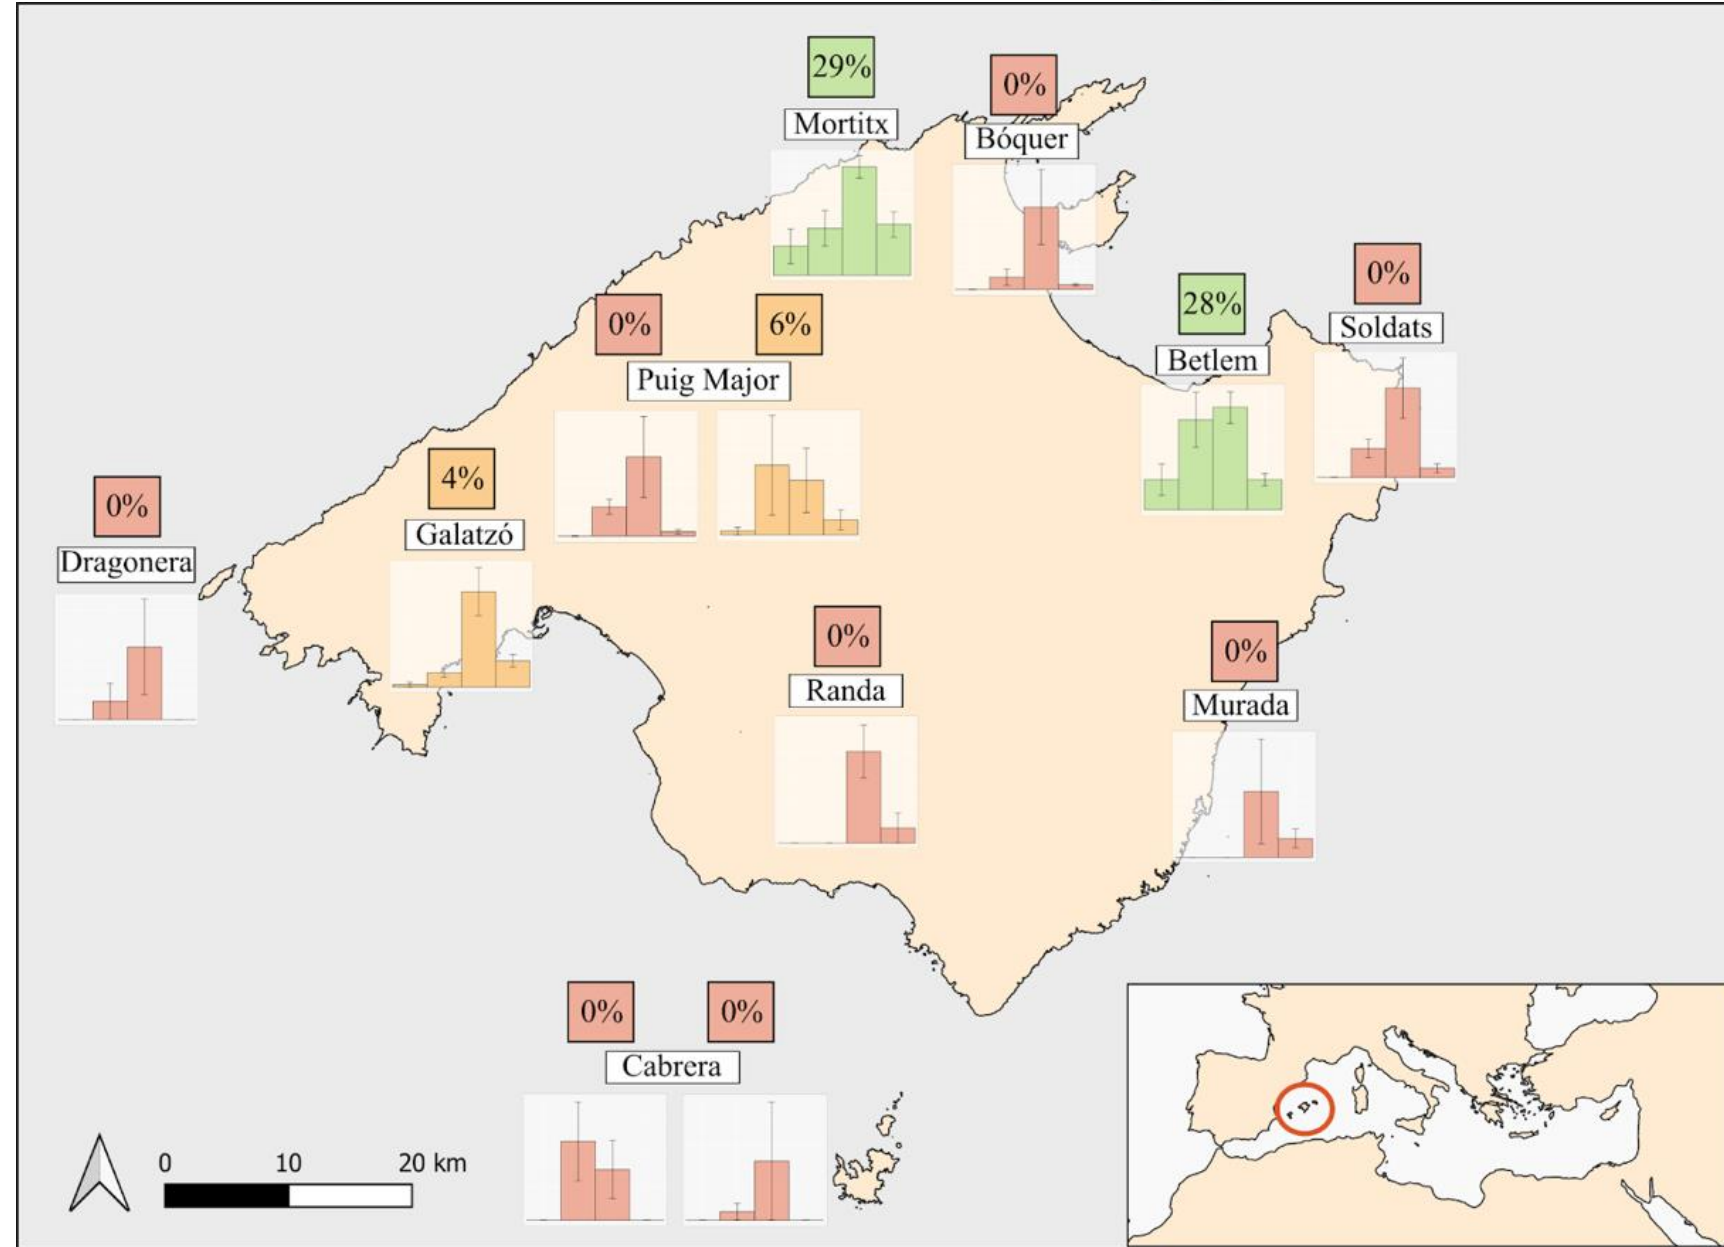 29%
Mortitx
0%
Bóquer
0%
Soldats
28%
Betlem
0%
6%
Puig Major
4%
Galatzó
0%
Dragonera
0%
Randa
0%
Murada
0%
0%
Cabrera
0 10 20 km